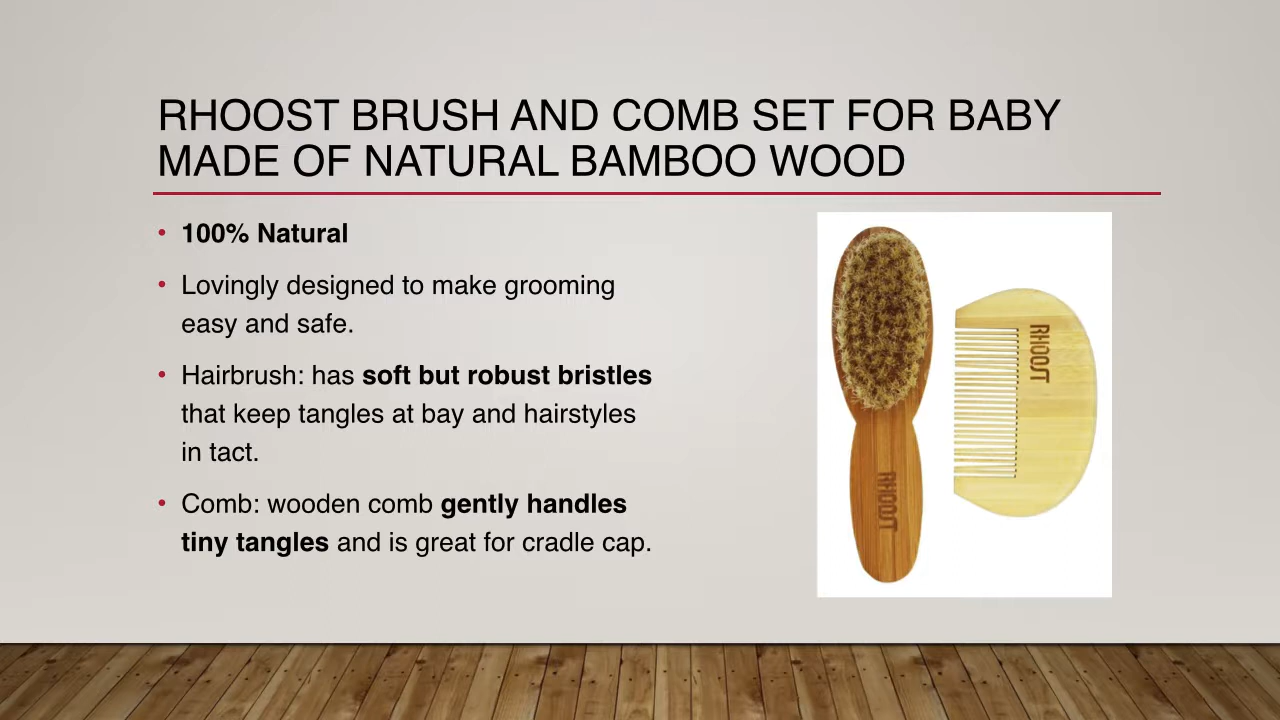 RHOOST BRUSH AND COMB SET FOR BABY
MADE OF NATURAL BAMBOO WOOD
• 100% Natural
• Lovingly designed to make grooming
easy and safe.
• Hairbrush: has soft but robust bristles
that keep tangles at bay and hairstyles
in tact.
• Comb: wooden comb gently handles
tiny tangles and is great for cradle cap.
RHOOST
RHOOST